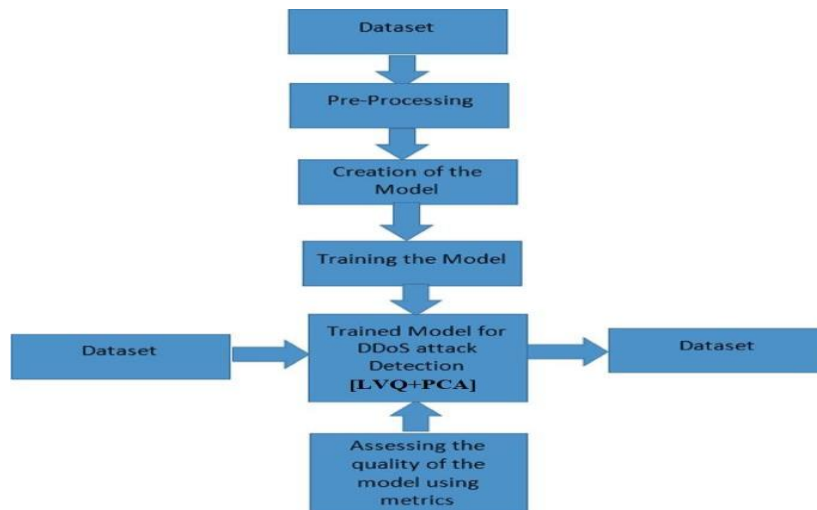 Dataset
Pre-Processing
Creation of the
Model
Training the Model
Dataset
Trained Model for
DDoS attack
Detection
[LVQ+PCA]
Dataset
Assessing the
quality of the
model using
metrics